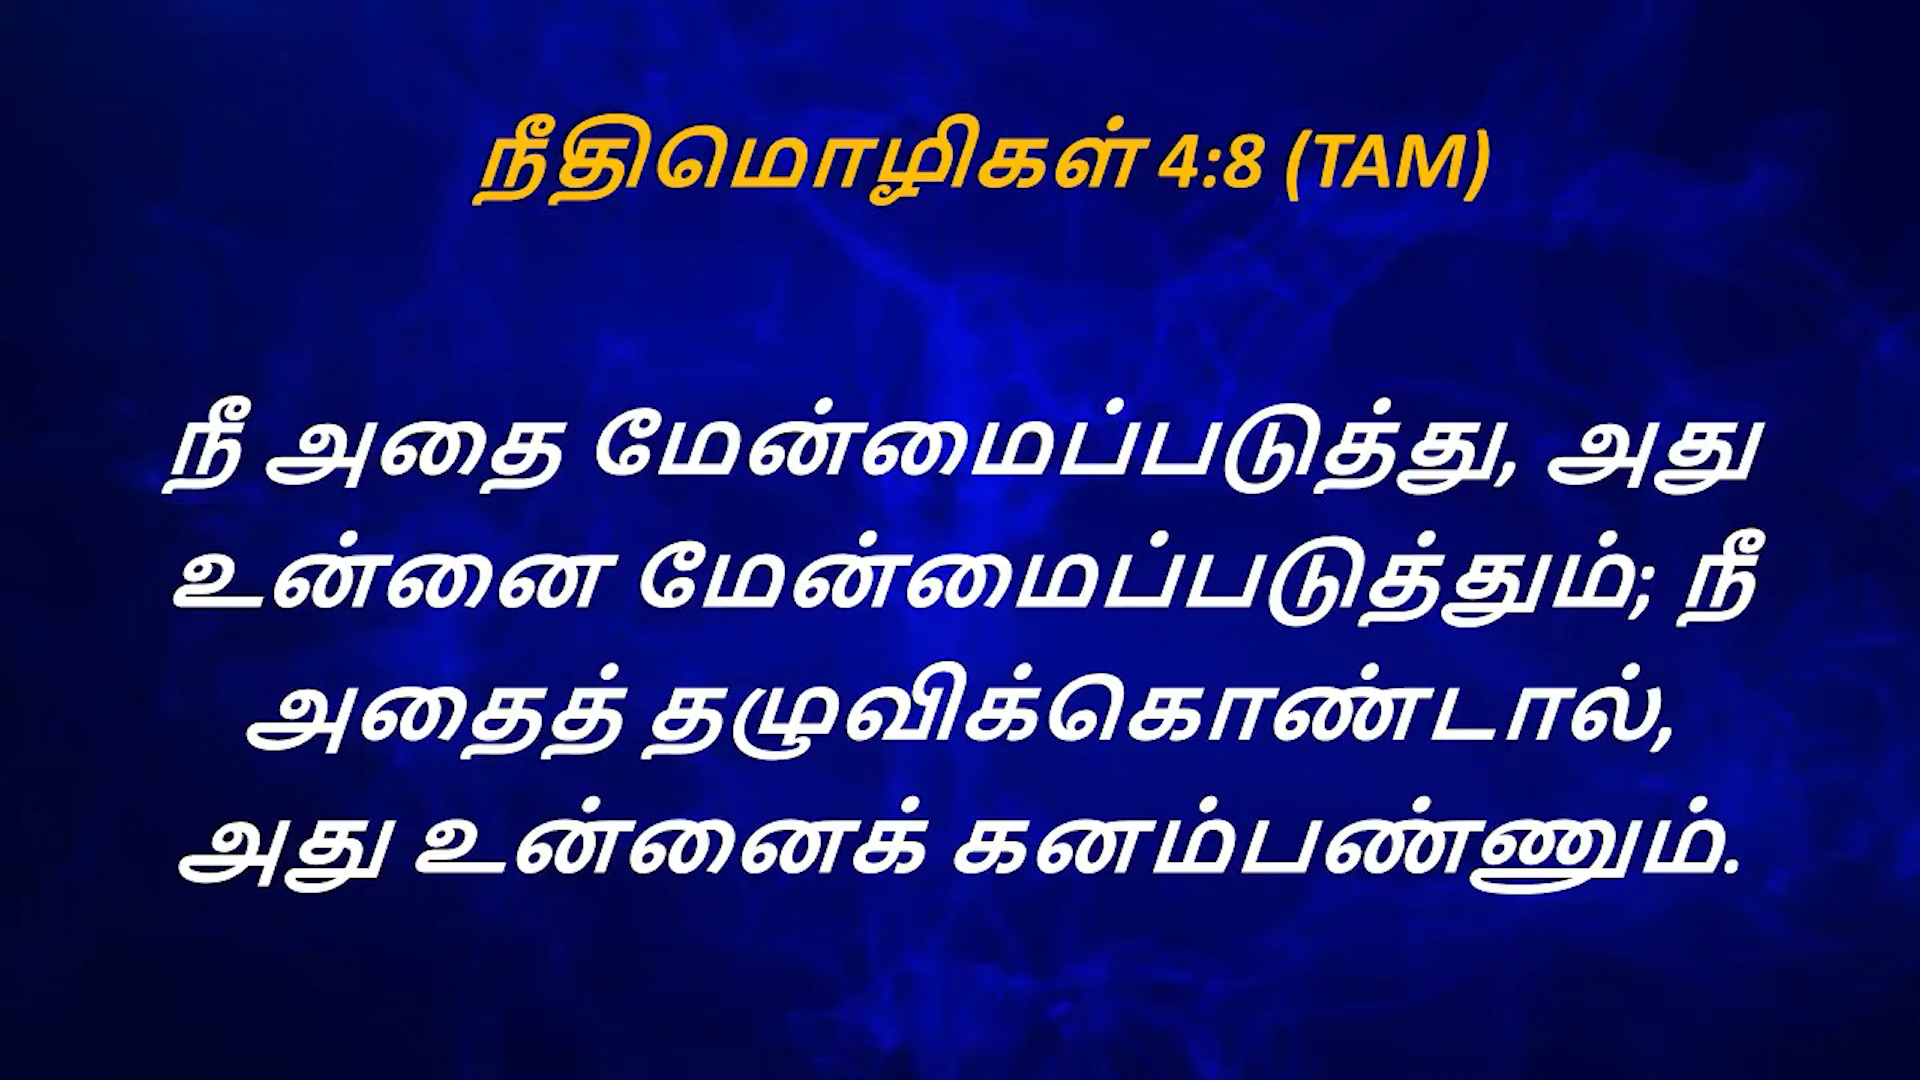 நீதிமொழிகள் 4:8 (TAM)
நீ அதை மேன்மைப்படுத்து, அது
உன்னை மேன்மைப்படுத்தும்; நீ
அதைத் தழுவிக்கொண்டால்,
அது உன்னைக் கனம்பண்ணும்.